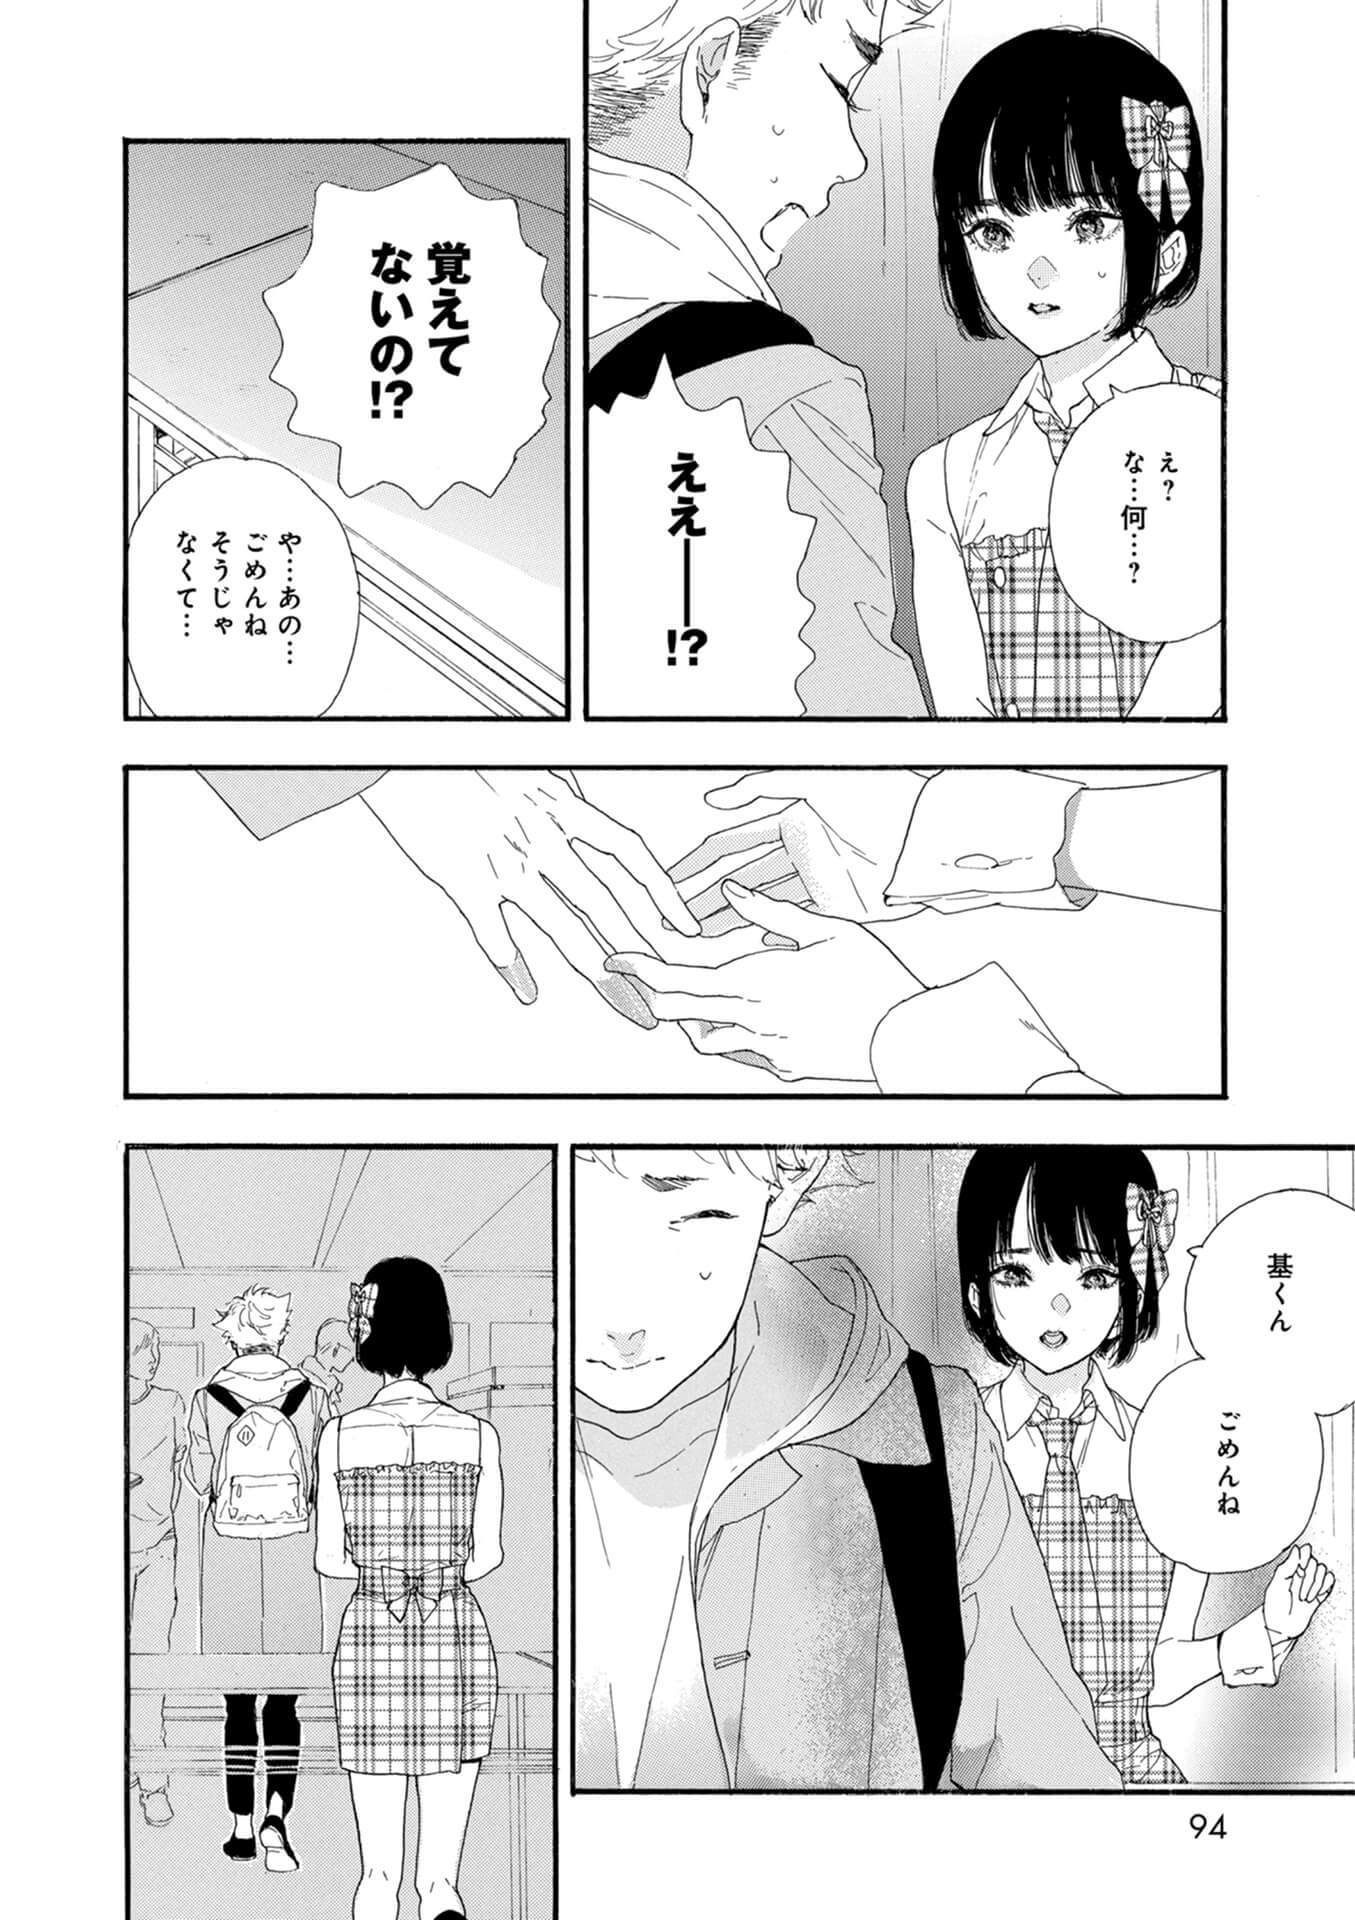 え?
な…何…?
ええ──!?
覚えて
ないの!?
や…あの…
ごめんね
そうじゃ
なくて…
基くん
ごめんね
94